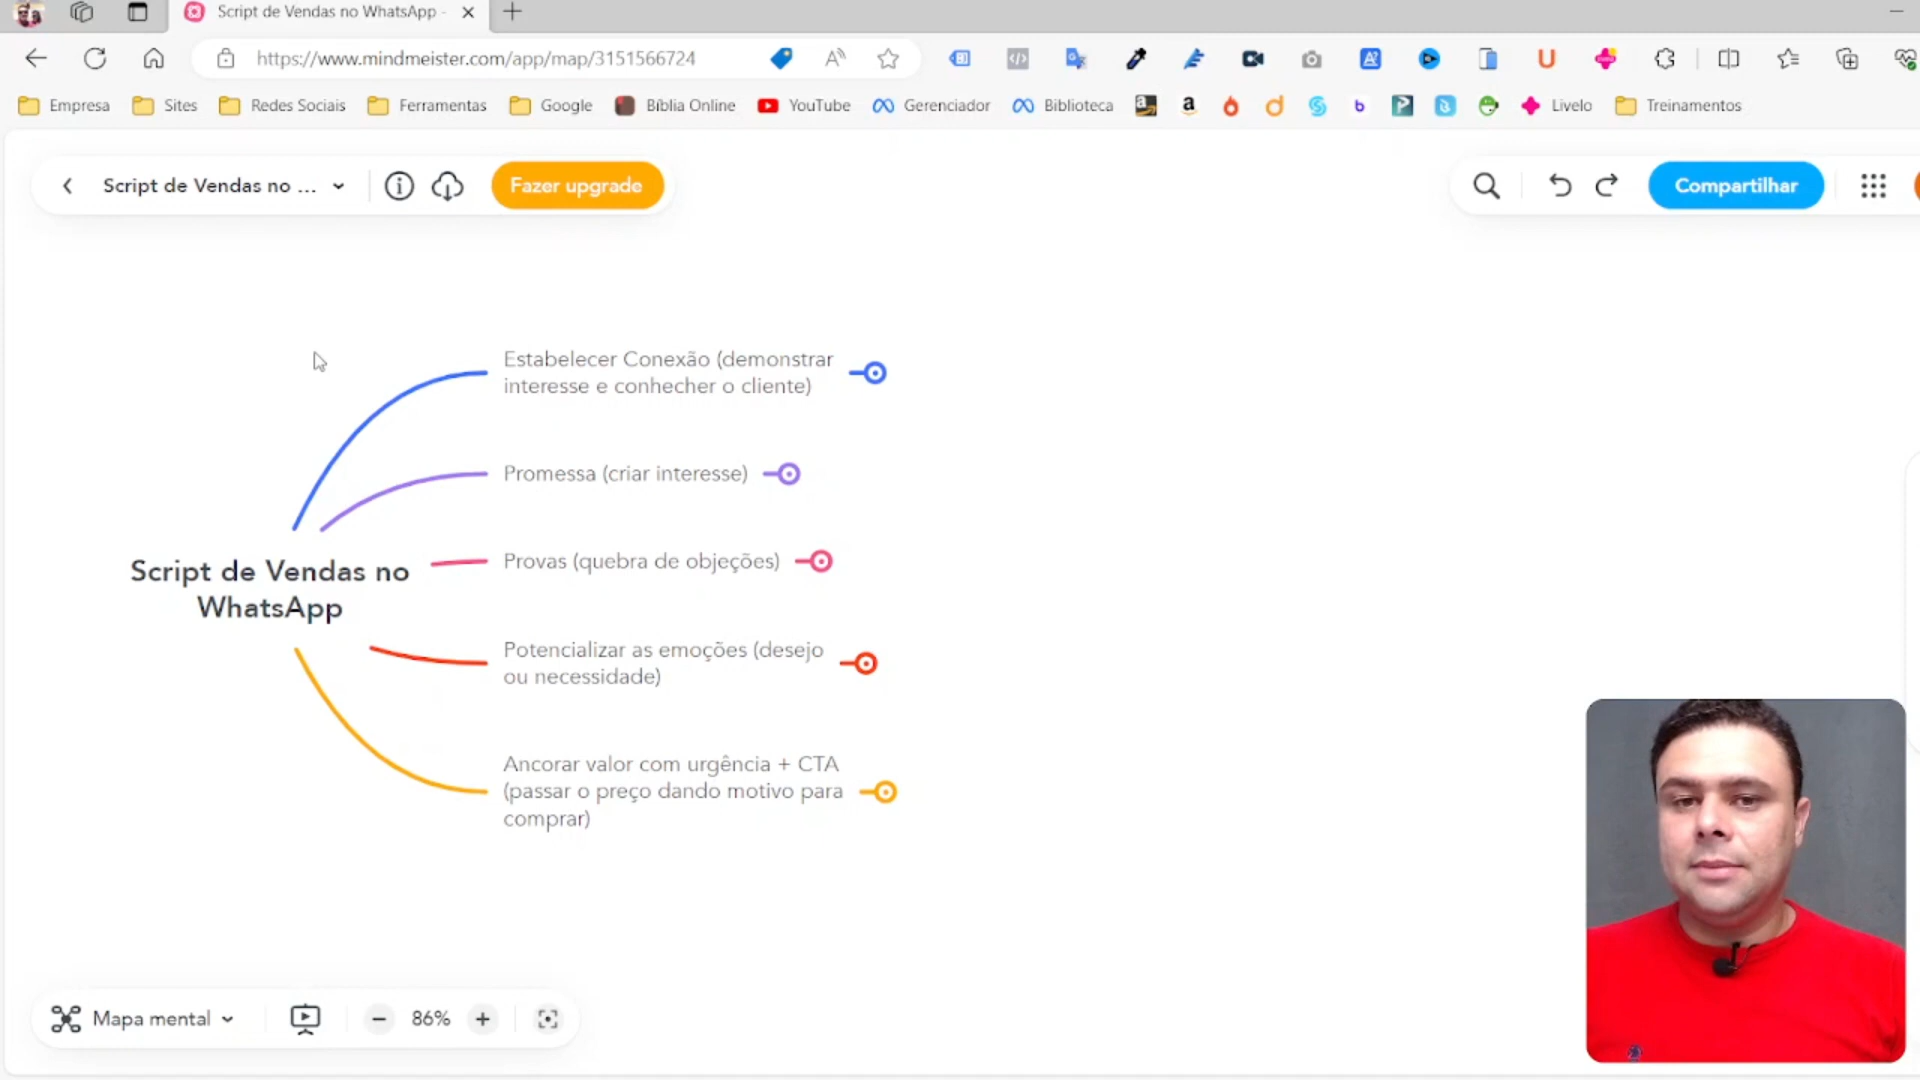 Script de Vendas no WhatsApp -
https://www.mindmeister.com/app/map/3151566724
Empresa
Sites
Redes Sociais
Ferramentas
Google
Bíblia Online
YouTube
Gerenciador
Biblioteca
Livelo
Treinamentos
Script de Vendas no ...
Fazer upgrade
Compartilhar
Estabelecer Conexão (demonstrar
interesse e conhecher o cliente)
Promessa (criar interesse)
Provas (quebra de objeções)
Script de Vendas no
WhatsApp
Potencializar as emoções (desejo
ou necessidade)
Ancorar valor com urgência + CTA
(passar o preço dando motivo para
comprar)
Mapa mental
86%